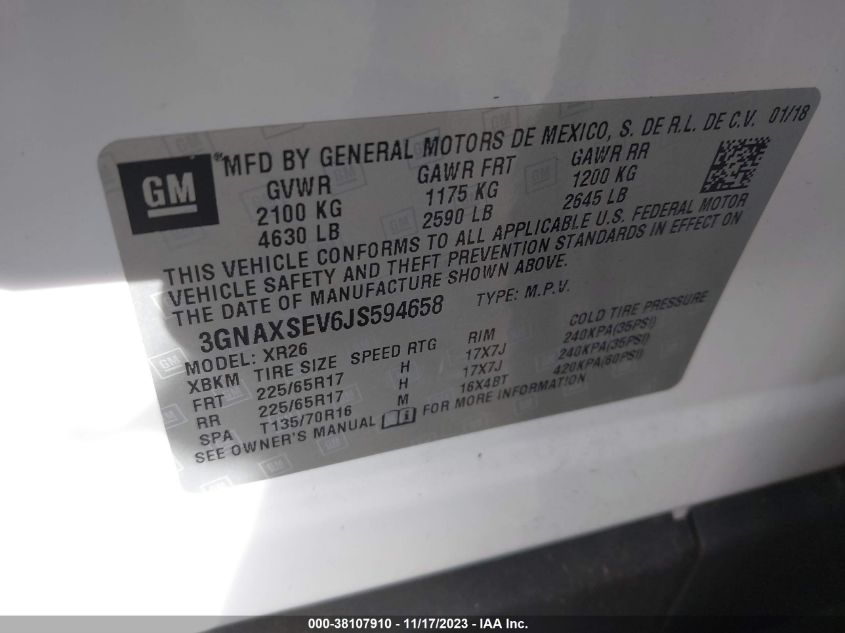 GM
® MFD BY GENERAL MOTORS DE MEXICO, S. DE R.L. DE C.V. 01/18
GVWR GAWR FRT GAWR RR
2100 KG 1175 KG 1200 KG
4630 LB 2590 LB 2645 LB
THIS VEHICLE CONFORMS TO ALL APPLICABLE U.S. FEDERAL MOTOR
VEHICLE SAFETY AND THEFT PREVENTION STANDARDS IN EFFECT ON
THE DATE OF MANUFACTURE SHOWN ABOVE.
3GNAXSEV6JS594658 TYPE: M.P.V.
MODEL: XR26
XBKM TIRE SIZE SPEED RTG RIM COLD TIRE PRESSURE
FRT 225/65R17 H 17X7J 240KPA(35PSI)
RR 225/65R17 H 17X7J 240KPA(35PSI)
SPA T135/70R16 M 16X4BT 420KPA(60PSI)
SEE OWNER'S MANUAL FOR MORE INFORMATION
000-38107910 - 11/17/2023 - IAAI Inc.